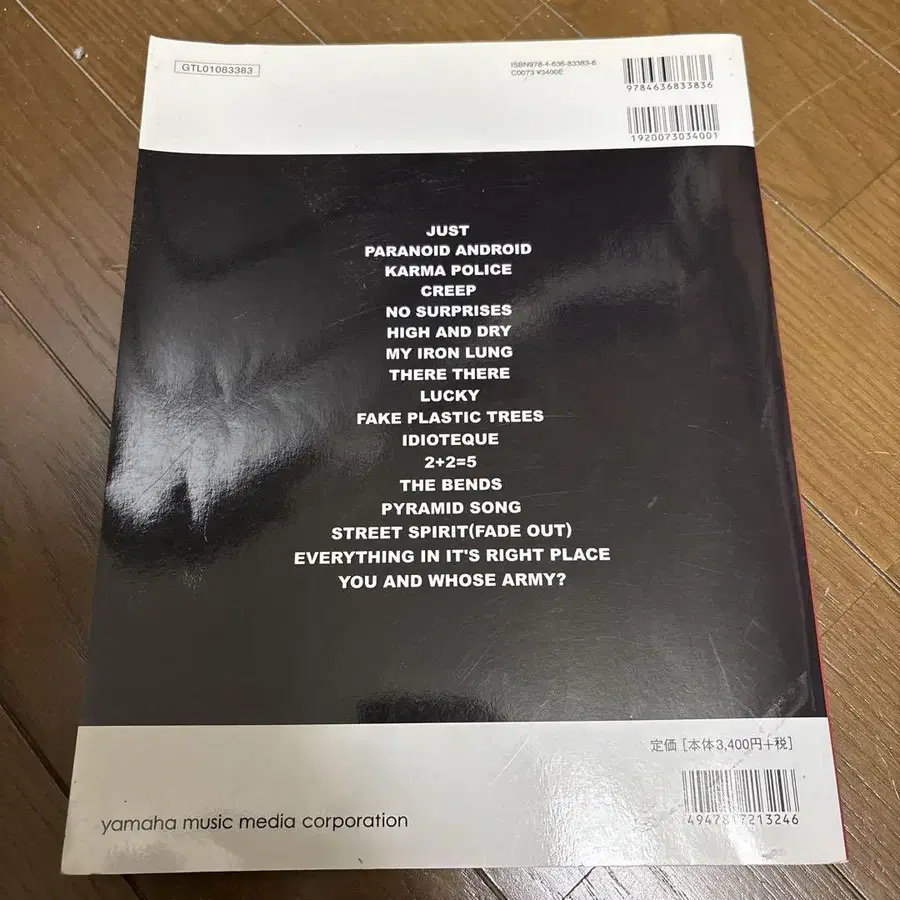 GTL01083383
ISBN978-4-636-83383-6
C0073 ¥3400E
9784636833836
1920073034001
JUST
PARANOID ANDROID
KARMA POLICE
CREEP
NO SURPRISES
HIGH AND DRY
MY IRON LUNG
THERE THERE
LUCKY
FAKE PLASTIC TREES
IDIOTEQUE
2+2=5
THE BENDS
PYRAMID SONG
STREET SPIRIT(FADE OUT)
EVERYTHING IN IT'S RIGHT PLACE
YOU AND WHOSE ARMY?
定価 [本体3,400円+税]
4947817213246
yamaha music media corporation